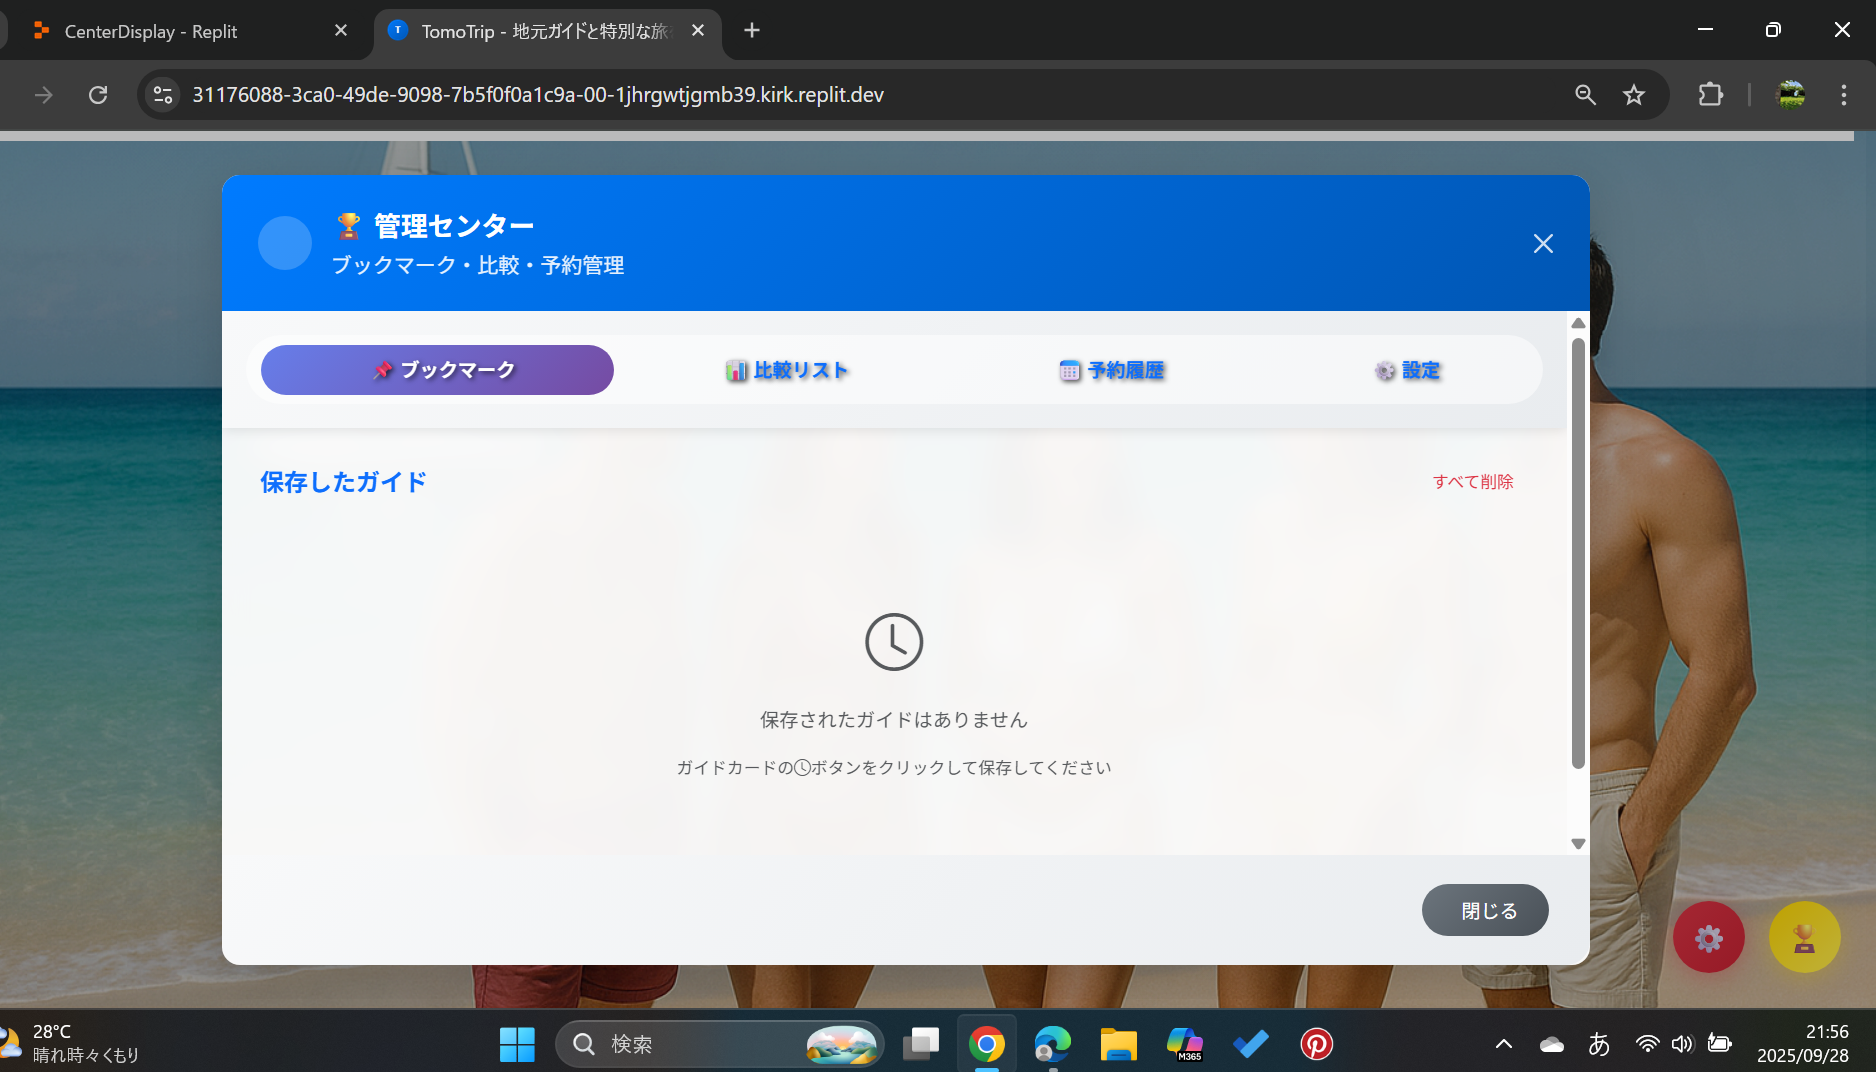 CenterDisplay - Replit
TomoTrip - 地元ガイドと特別な旅
31176088-3ca0-49de-9098-7b5f0f0a1c9a-00-1jhrgwtjgmb39.kirk.replit.dev
🏆 管理センター
ブックマーク・比較・予約管理
📌 ブックマーク
📊 比較リスト
📅 予約履歴
⚙️ 設定
保存したガイド
すべて削除
保存されたガイドはありません
ガイドカードの🕓ボタンをクリックして保存してください
閉じる
28°C
晴れ時々くもり
検索
M365
あ
21:56
2025/09/28